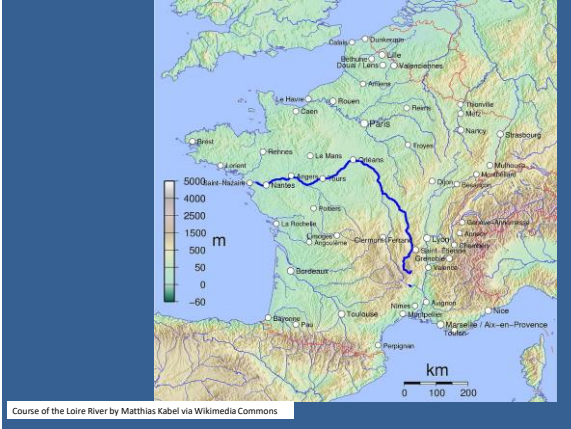 Dunkerque
Calais
Lille
Bethune
Douai / Lens
Valenciennes
Amiens
Le Havre
Rouen
Caen
Reims
Thionville
Metz
Paris
Nancy
Strasbourg
Brest
Rennes
Le Mans
Troyes
Orléans
Lorient
Mulhouse
Montbéliard
Saint-Nazaire
Nantes
Angers
Tours
Dijon
Besançon
Poitiers
La Rochelle
Limoges
Angoulême
Clermont-Ferrand
Lyon
Genève-Annemasse
Annecy
Chambéry
Saint-Étienne
Grenoble
Valence
Bordeaux
Nîmes
Avignon
Montpellier
Nice
Bayonne
Pau
Toulouse
Marseille / Aix-en-Provence
Toulon
Perpignan
5000
4000
2500
1500
500
50
0
-60
m
km
0 100 200
Course of the Loire River by Matthias Kabel via Wikimedia Commons